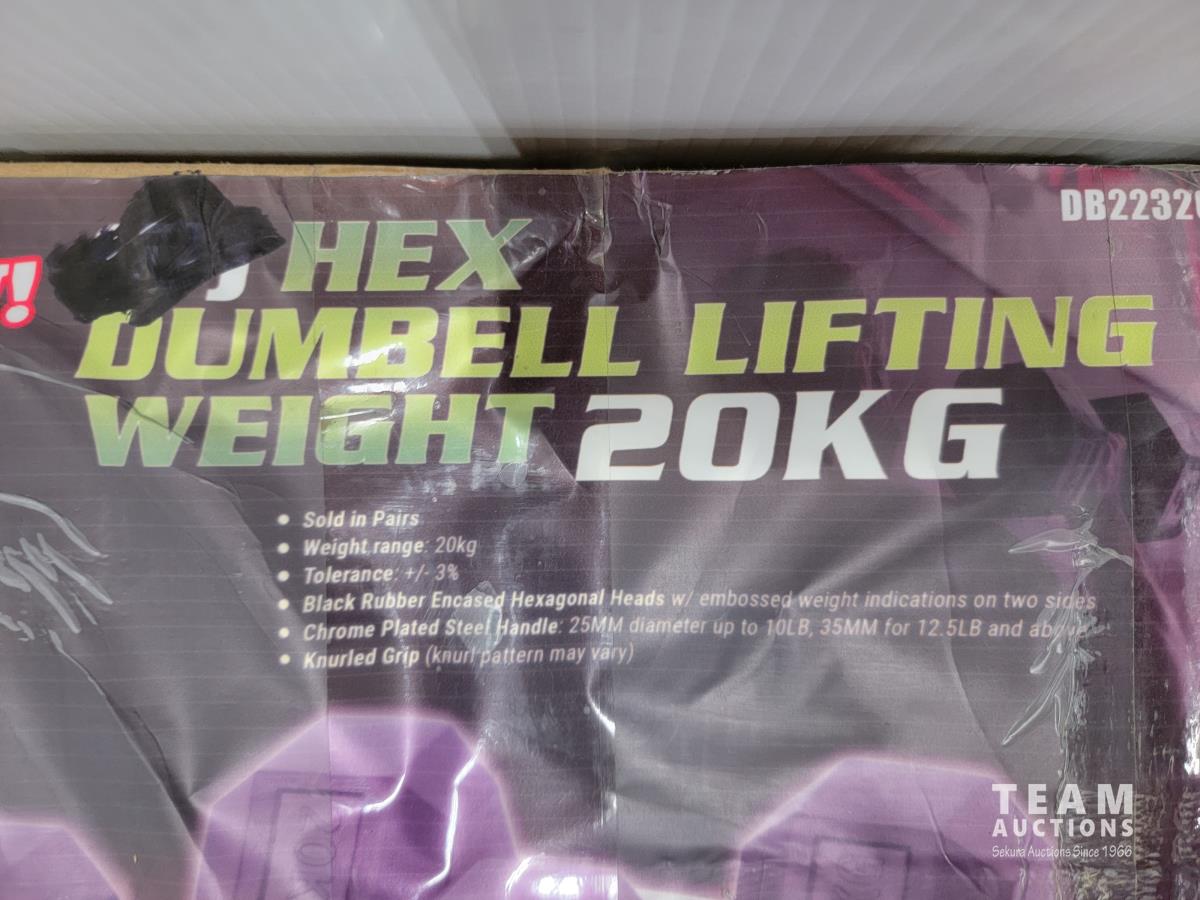 DB2232
HEX
DUMBELL LIFTING
WEIGHT 20KG
• Sold in Pairs
• Weight range: 20kg
• Tolerance: +/- 3%
• Black Rubber Encased Hexagonal Heads w/ embossed weight indications on two sides
• Chrome Plated Steel Handle: 25MM diameter up to 10LB, 35MM for 12.5LB and above
• Knurled Grip (knurl pattern may vary)
TEAM
AUCTIONS
Sekura Auctions Since 1966